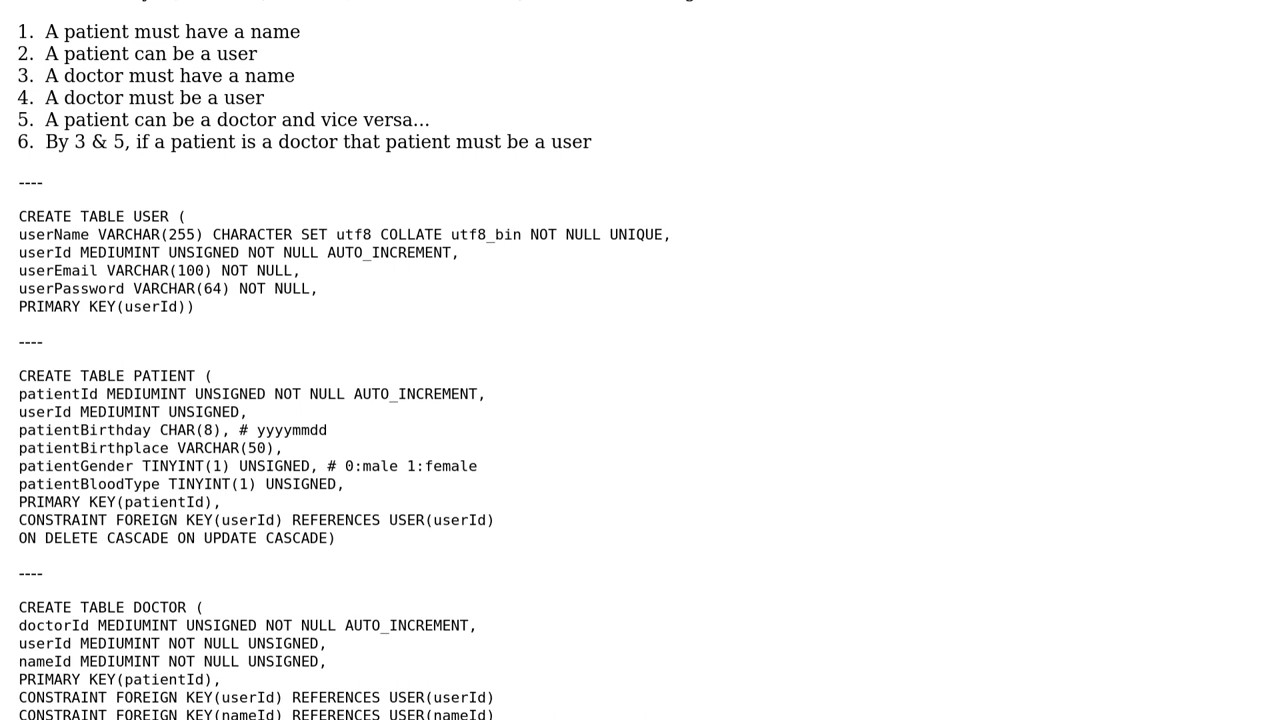 1. A patient must have a name
2. A patient can be a user
3. A doctor must have a name
4. A doctor must be a user
5. A patient can be a doctor and vice versa...
6. By 3 & 5, if a patient is a doctor that patient must be a user
----
CREATE TABLE USER (
userName VARCHAR(255) CHARACTER SET utf8 COLLATE utf8_bin NOT NULL UNIQUE,
userId MEDIUMINT UNSIGNED NOT NULL AUTO_INCREMENT,
userEmail VARCHAR(100) NOT NULL,
userPassword VARCHAR(64) NOT NULL,
PRIMARY KEY(userId))
----
CREATE TABLE PATIENT (
patientId MEDIUMINT UNSIGNED NOT NULL AUTO_INCREMENT,
userId MEDIUMINT UNSIGNED,
patientBirthday CHAR(8), # yyyymmdd
patientBirthplace VARCHAR(50),
patientGender TINYINT(1) UNSIGNED, # 0:male 1:female
patientBloodType TINYINT(1) UNSIGNED,
PRIMARY KEY(patientId),
CONSTRAINT FOREIGN KEY(userId) REFERENCES USER(userId)
ON DELETE CASCADE ON UPDATE CASCADE)
----
CREATE TABLE DOCTOR (
doctorId MEDIUMINT UNSIGNED NOT NULL AUTO_INCREMENT,
userId MEDIUMINT NOT NULL UNSIGNED,
nameId MEDIUMINT NOT NULL UNSIGNED,
PRIMARY KEY(patientId),
CONSTRAINT FOREIGN KEY(userId) REFERENCES USER(userId)
CONSTRAINT FOREIGN KEY(nameId) REFERENCES USER(nameId)